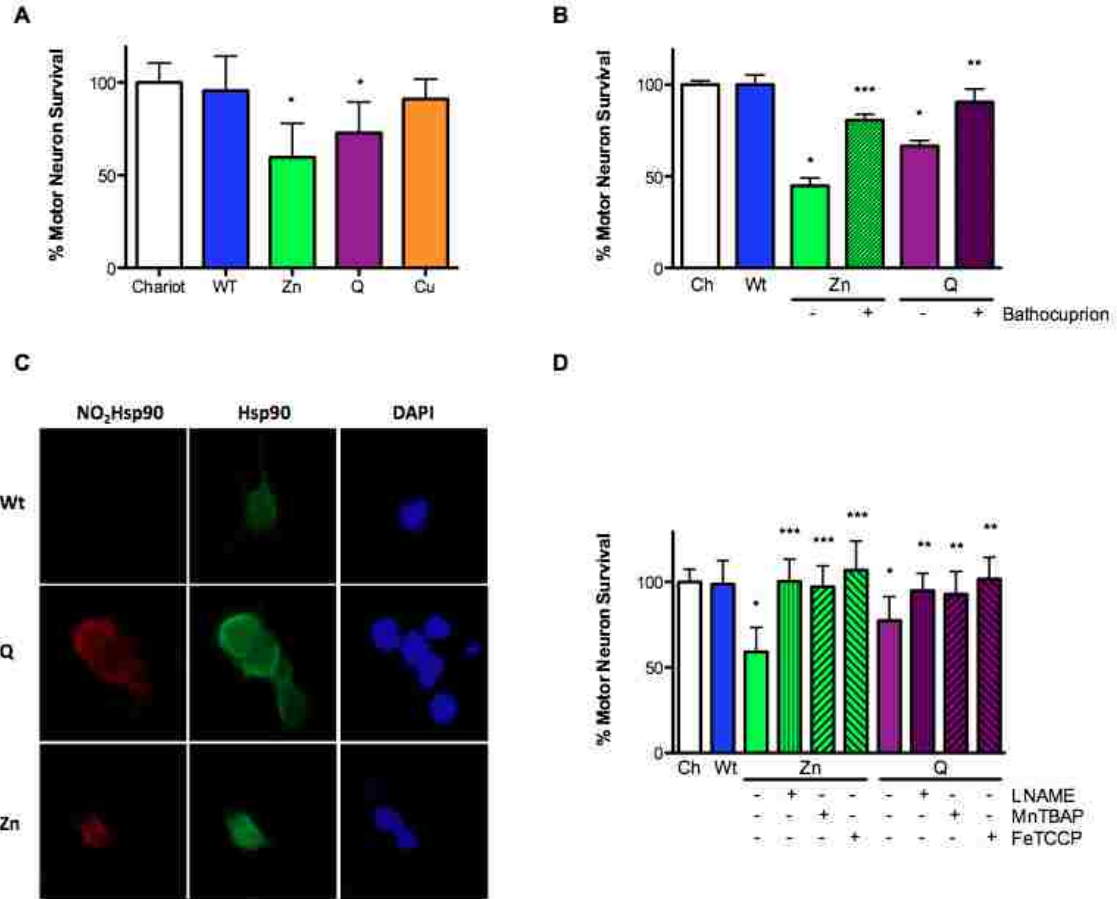 A
% Motor Neuron Survival
100
50
0
*
*
Chariot WT Zn Q Cu
B
% Motor Neuron Survival
100
50
0
*
***
*
**
Ch Wt Zn Q
- + - + Bathocuprion
C
NO₂Hsp90 Hsp90 DAPI
Wt
Q
Zn
D
% Motor Neuron Survival
100
50
0
*
***
***
***
*
**
**
**
Ch Wt Zn Q
- + - - - + - - LNAME
- - + - - - + - MnTBAP
- - - + - - - + FeTCCP